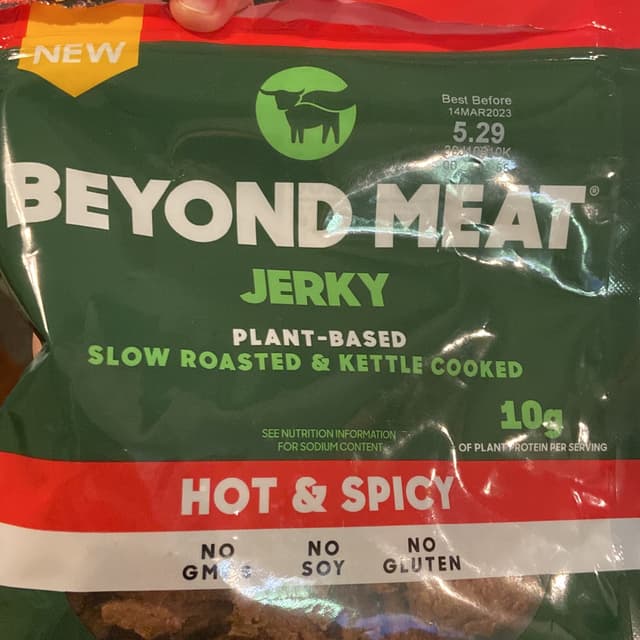 NEW
Best Before
14MAR2023
5.29
BEYOND MEAT®
JERKY
PLANT-BASED
SLOW ROASTED & KETTLE COOKED
10g
OF PLANT PROTEIN PER SERVING
SEE NUTRITION INFORMATION
FOR SODIUM CONTENT
HOT & SPICY
NO
NO
SOY
NO
GLUTEN